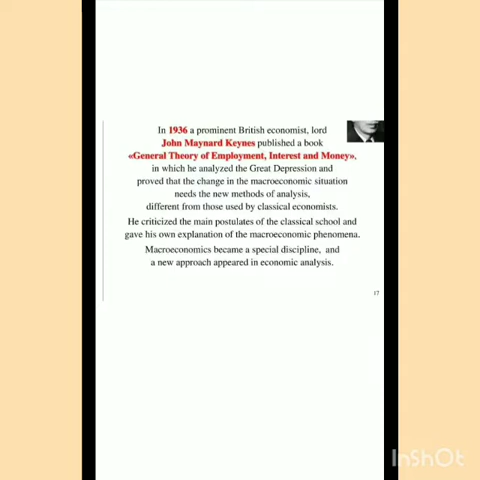 In 1936 a prominent British economist, lord
John Maynard Keynes published a book
«General Theory of Employment, Interest and Money»,
in which he analyzed the Great Depression and
proved that the change in the macroeconomic situation
needs the new methods of analysis,
different from those used by classical economists.
He criticized the main postulates of the classical school and
gave his own explanation of the macroeconomic phenomena.
Macroeconomics became a special discipline, and
a new approach appeared in economic analysis.
17
InShOt